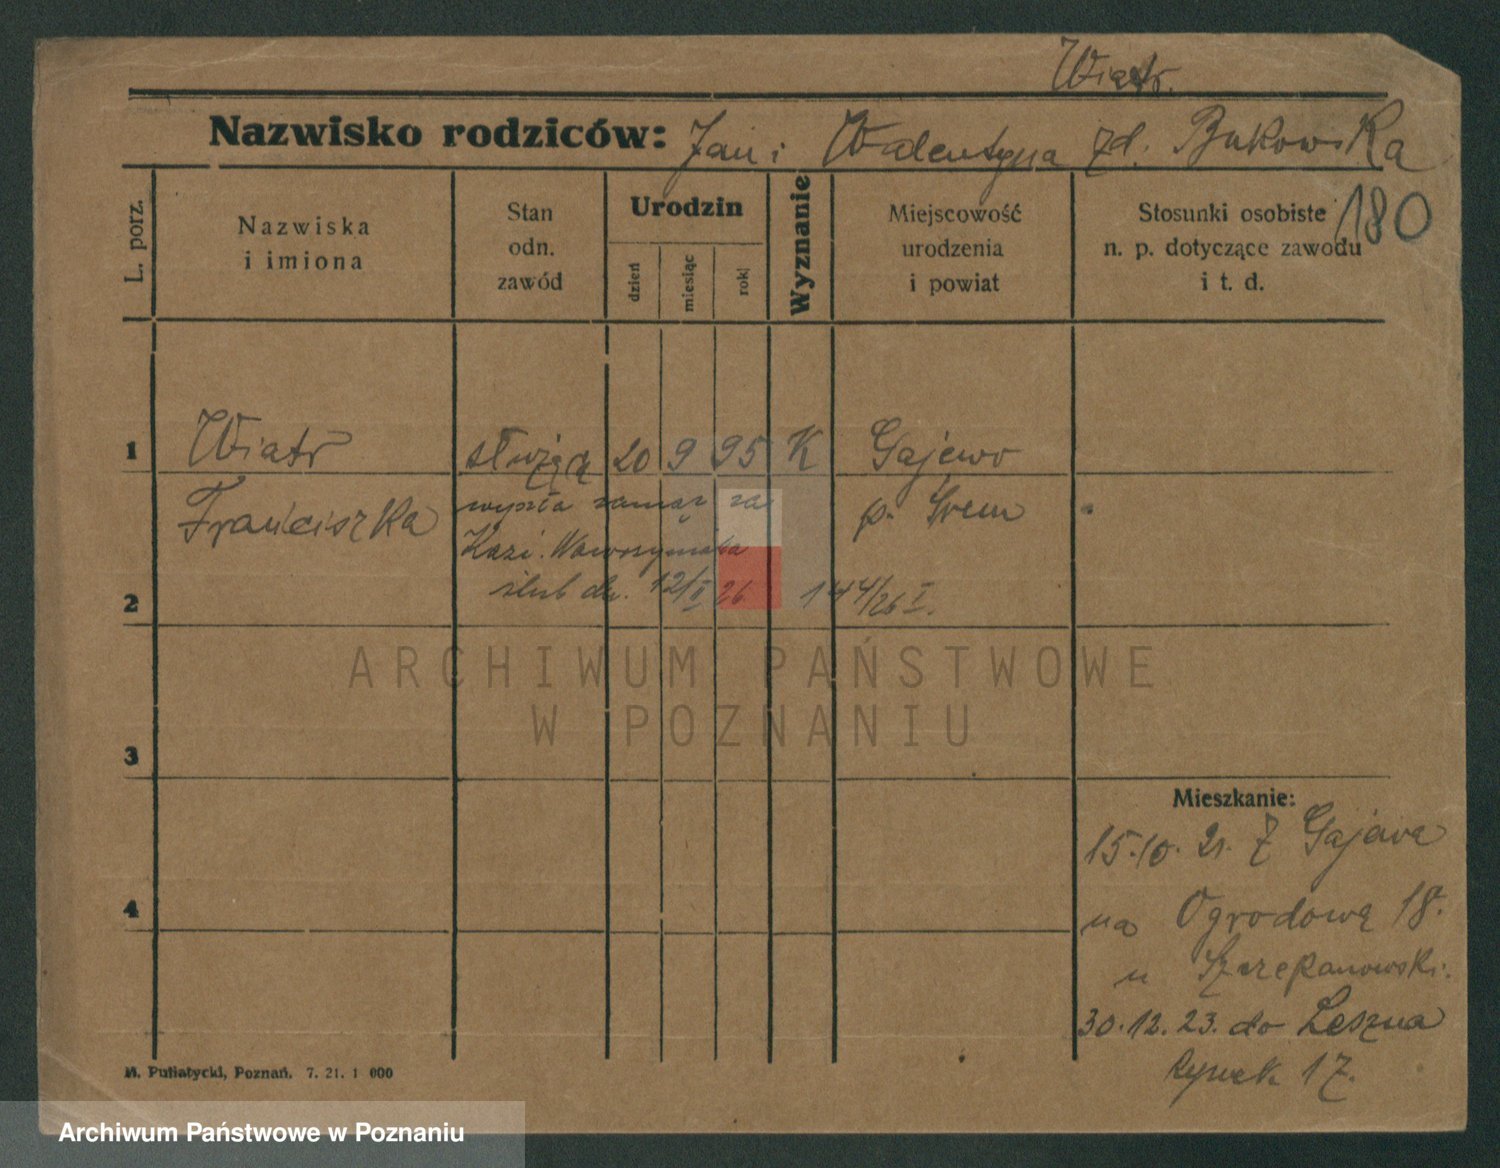 Wiatr.
Nazwisko rodziców: Jan i Walentyna zd. Bukowska
180
L. porz.
Nazwiska
i imiona
Stan
odn.
zawód
Urodzin
dzień
miesiąc
rok
Wyznanie
Miejscowość
urodzenia
i powiat
Stosunki osobiste
n. p. dotyczące zawodu
i t. d.
1 Wiatr służąca 20 9 95 K Gajewo
Franciszka wyszła zamąż za p. Śrem
Kazi.
2 ślub dn. 12/II 26 144/26 I.
ARCHIWUM PAŃSTWOWE
W POZNANIU
3
Mieszkanie:
15.10. 21. Z Gajewa
4
na Ogrodową 18.
u Szczepanowski.
30.12.23. do Leszna
Rynek 17.
M. Putiatycki, Poznań. 7. 21. 1 000
Archiwum Państwowe w Poznaniu